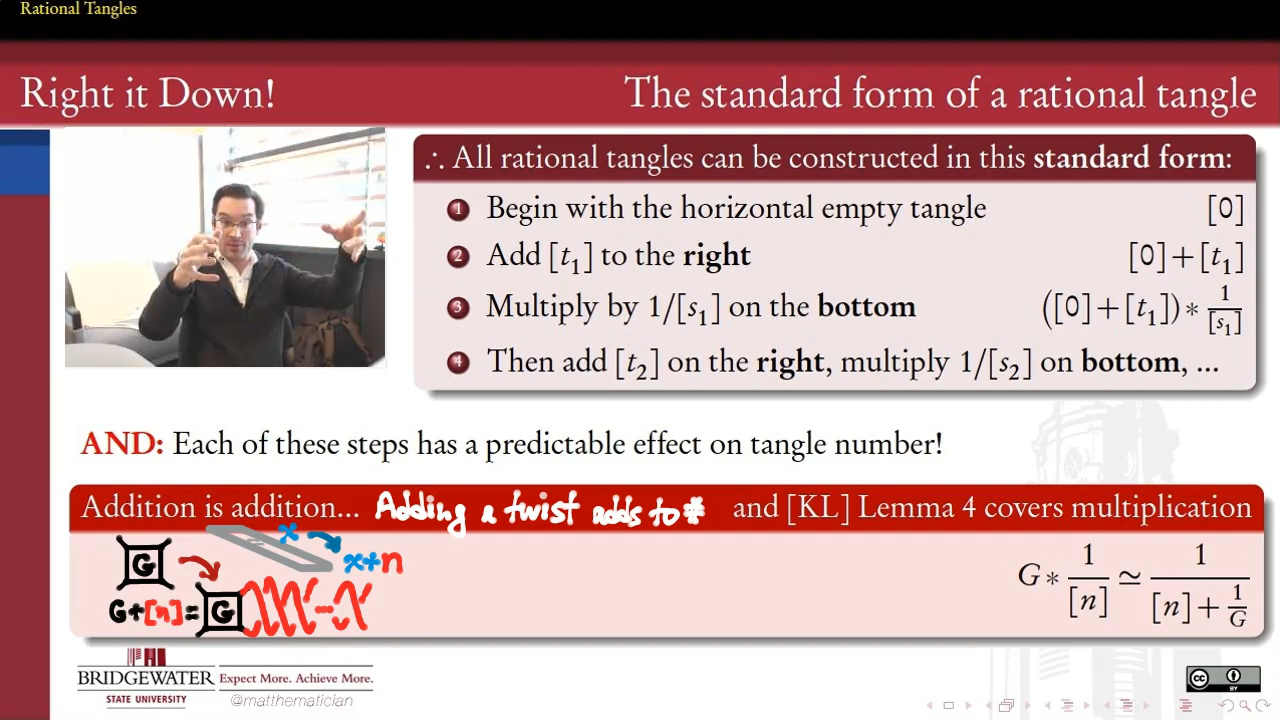 Rational Tangles
Right it Down!
The standard form of a rational tangle
∴ All rational tangles can be constructed in this standard form:
1 Begin with the horizontal empty tangle [0]
2 Add [t₁] to the right [0]+[t₁]
3 Multiply by 1/[s₁] on the bottom ([0]+[t₁]) * 1/[s₁]
4 Then add [t₂] on the right, multiply 1/[s₂] on bottom, ...
AND: Each of these steps has a predictable effect on tangle number!
Addition is addition... Adding a twist adds to # and [KL] Lemma 4 covers multiplication
x
G x+n
G+[n]= G
G * 1/[n] ≃ 1/([n] + 1/G)
BRIDGEWATER
STATE UNIVERSITY
Expect More. Achieve More.
@matthematician
cc BY